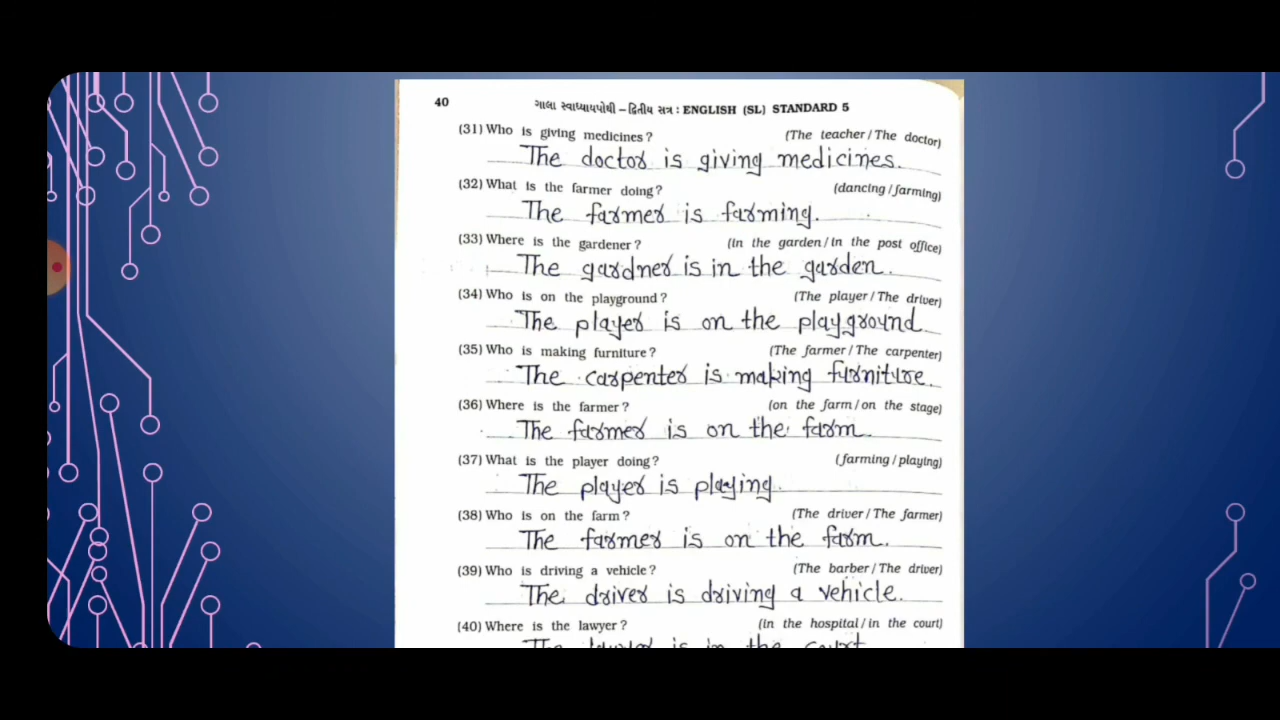 40 ગાલા સ્વાધ્યાયપોથી – દ્વિતીય સત્ર : ENGLISH (SL) STANDARD 5
(31) Who is giving medicines? (The teacher / The doctor)
The doctor is giving medicines.
(32) What is the farmer doing? (dancing / farming)
The farmer is farming.
(33) Where is the gardener? (in the garden / in the post office)
The gardner is in the garden.
(34) Who is on the playground? (The player / The driver)
The player is on the playground
(35) Who is making furniture? (The farmer / The carpenter)
The carpenter is making furniture.
(36) Where is the farmer? (on the farm / on the stage)
The farmer is on the farm.
(37) What is the player doing? (farming / playing)
The player is playing.
(38) Who is on the farm? (The driver / The farmer)
The farmer is on the farm.
(39) Who is driving a vehicle? (The barber / The driver)
The driver is driving a vehicle.
(40) Where is the lawyer? (in the hospital / in the court)
The lawyer is in the court